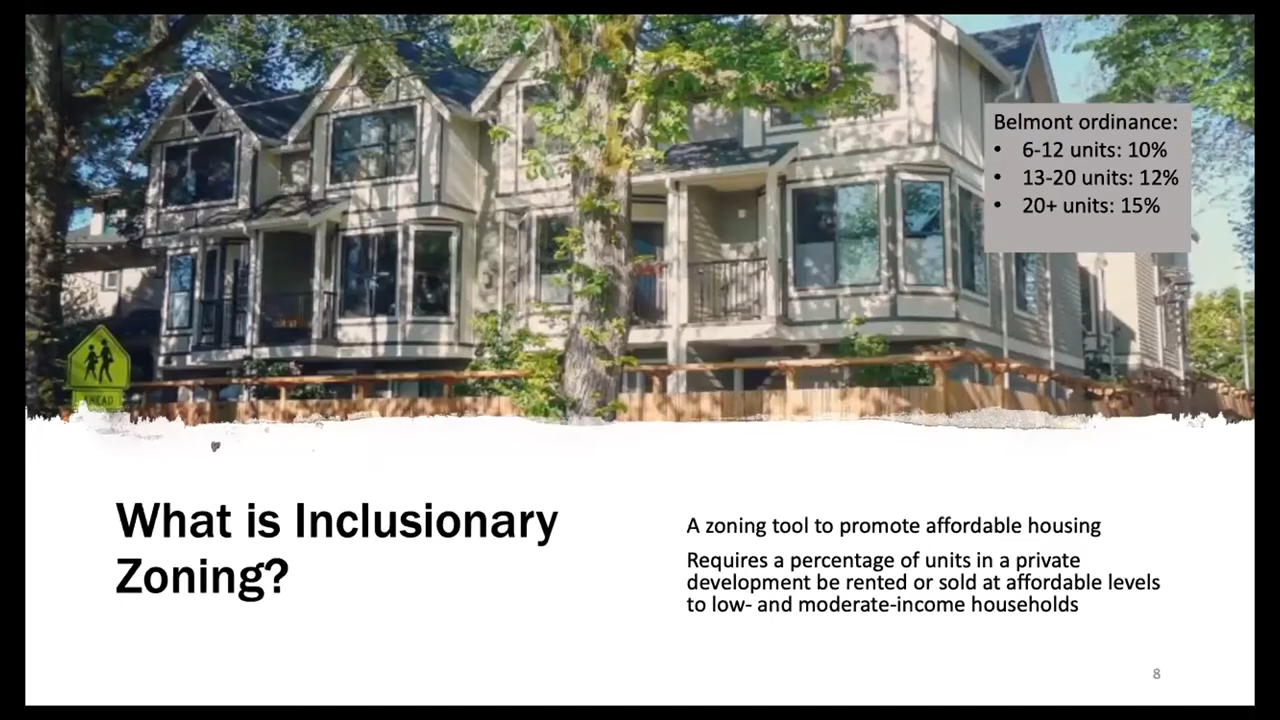 Belmont ordinance:
• 6-12 units: 10%
• 13-20 units: 12%
• 20+ units: 15%
AHEAD
What is Inclusionary
Zoning?
A zoning tool to promote affordable housing
Requires a percentage of units in a private
development be rented or sold at affordable levels
to low- and moderate-income households
8